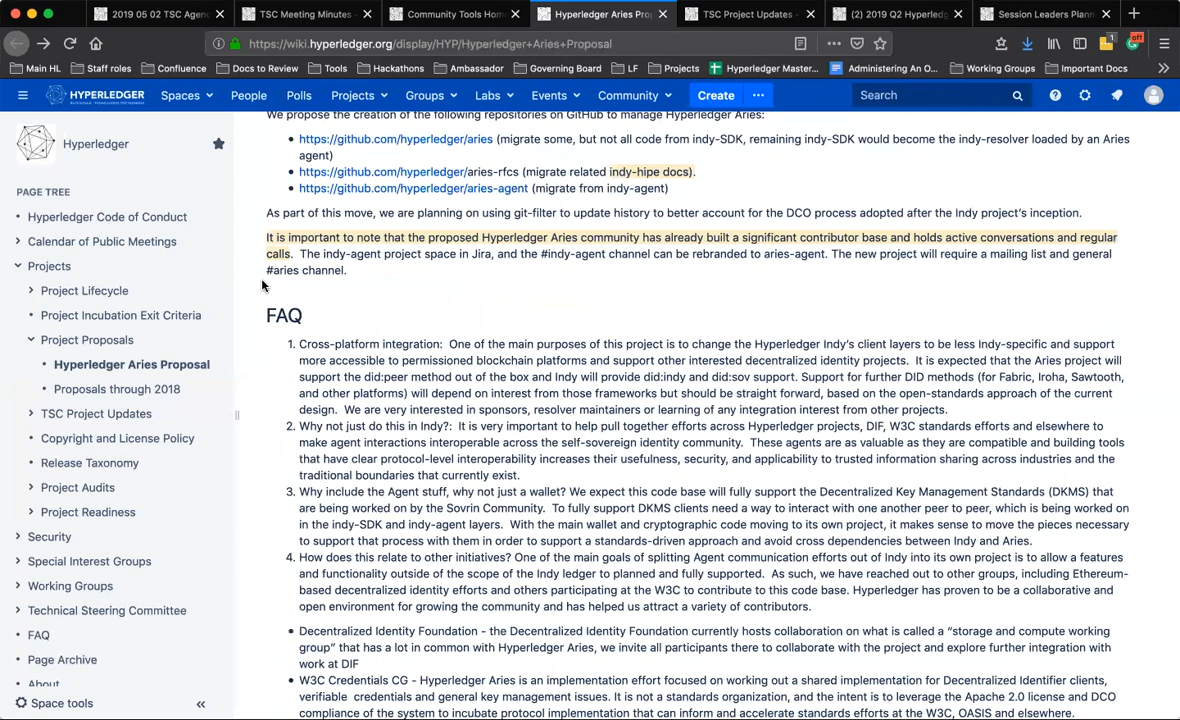 2019 05 02 TSC Agen
TSC Meeting Minutes -
Community Tools Hom
Hyperledger Aries Pro
TSC Project Updates -
(2) 2019 Q2 Hyperled
Session Leaders Plann
https://wiki.hyperledger.org/display/HYP/Hyperledger+Aries+Proposal
1
off
Main HL
Staff roles
Confluence
Docs to Review
Tools
Hackathons
Ambassador
Governing Board
LF
Projects
Hyperledger Master...
Administering An O...
Working Groups
Important Docs
HYPERLEDGER
Spaces
People
Polls
Projects
Groups
Labs
Events
Community
Create
Search
Hyperledger
PAGE TREE
Hyperledger Code of Conduct
Calendar of Public Meetings
Projects
Project Lifecycle
Project Incubation Exit Criteria
Project Proposals
Hyperledger Aries Proposal
Proposals through 2018
TSC Project Updates
Copyright and License Policy
Release Taxonomy
Project Audits
Project Readiness
Security
Special Interest Groups
Working Groups
Technical Steering Committee
FAQ
Page Archive
About
Space tools
We propose the creation of the following repositories on GitHub to manage Hyperledger Aries:
• https://github.com/hyperledger/aries (migrate some, but not all code from indy-SDK, remaining indy-SDK would become the indy-resolver loaded by an Aries
agent)
• https://github.com/hyperledger/aries-rfcs (migrate related indy-hipe docs).
• https://github.com/hyperledger/aries-agent (migrate from indy-agent)
As part of this move, we are planning on using git-filter to update history to better account for the DCO process adopted after the Indy project's inception.
It is important to note that the proposed Hyperledger Aries community has already built a significant contributor base and holds active conversations and regular
calls. The indy-agent project space in Jira, and the #indy-agent channel can be rebranded to aries-agent. The new project will require a mailing list and general
#aries channel.
FAQ
1. Cross-platform integration: One of the main purposes of this project is to change the Hyperledger Indy's client layers to be less Indy-specific and support
more accessible to permissioned blockchain platforms and support other interested decentralized identity projects. It is expected that the Aries project will
support the did:peer method out of the box and Indy will provide did:indy and did:sov support. Support for further DID methods (for Fabric, Iroha, Sawtooth,
and other platforms) will depend on interest from those frameworks but should be straight forward, based on the open-standards approach of the current
design. We are very interested in sponsors, resolver maintainers or learning of any integration interest from other projects.
2. Why not just do this in Indy?: It is very important to help pull together efforts across Hyperledger projects, DIF, W3C standards efforts and elsewhere to
make agent interactions interoperable across the self-sovereign identity community. These agents are as valuable as they are compatible and building tools
that have clear protocol-level interoperability increases their usefulness, security, and applicability to trusted information sharing across industries and the
traditional boundaries that currently exist.
3. Why include the Agent stuff, why not just a wallet? We expect this code base will fully support the Decentralized Key Management Standards (DKMS) that
are being worked on by the Sovrin Community. To fully support DKMS clients need a way to interact with one another peer to peer, which is being worked on
in the indy-SDK and indy-agent layers. With the main wallet and cryptographic code moving to its own project, it makes sense to move the pieces necessary
to support that process with them in order to support a standards-driven approach and avoid cross dependencies between Indy and Aries.
4. How does this relate to other initiatives? One of the main goals of splitting Agent communication efforts out of Indy into its own project is to allow a features
and functionality outside of the scope of the Indy ledger to planned and fully supported. As such, we have reached out to other groups, including Ethereum-
based decentralized identity efforts and others participating at the W3C to contribute to this code base. Hyperledger has proven to be a collaborative and
open environment for growing the community and has helped us attract a variety of contributors.
• Decentralized Identity Foundation - the Decentralized Identity Foundation currently hosts collaboration on what is called a “storage and compute working
group” that has a lot in common with Hyperledger Aries, we invite all participants there to collaborate with the project and explore further integration with
work at DIF
• W3C Credentials CG - Hyperledger Aries is an implementation effort focused on working out a shared implementation for Decentralized Identifier clients,
verifiable credentials and general key management issues. It is not a standards organization, and the intent is to leverage the Apache 2.0 license and DCO
compliance of the system to incubate protocol implementation that can inform and accelerate standards efforts at the W3C, OASIS and elsewhere.